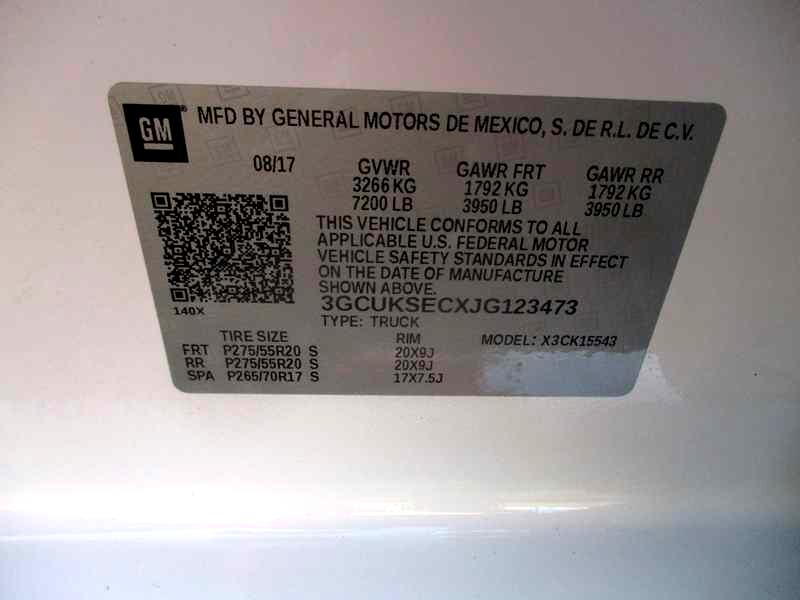 GM ® MFD BY GENERAL MOTORS DE MEXICO, S. DE R.L. DE C.V.
08/17 GVWR GAWR FRT GAWR RR
3266 KG 1792 KG 1792 KG
7200 LB 3950 LB 3950 LB
THIS VEHICLE CONFORMS TO ALL
APPLICABLE U.S. FEDERAL MOTOR
VEHICLE SAFETY STANDARDS IN EFFECT
ON THE DATE OF MANUFACTURE
SHOWN ABOVE.
140X 3GCUKSECXJG123473
TYPE: TRUCK
TIRE SIZE RIM MODEL: X3CK15543
FRT P275/55R20 S 20X9J
RR P275/55R20 S 20X9J
SPA P265/70R17 S 17X7.5J